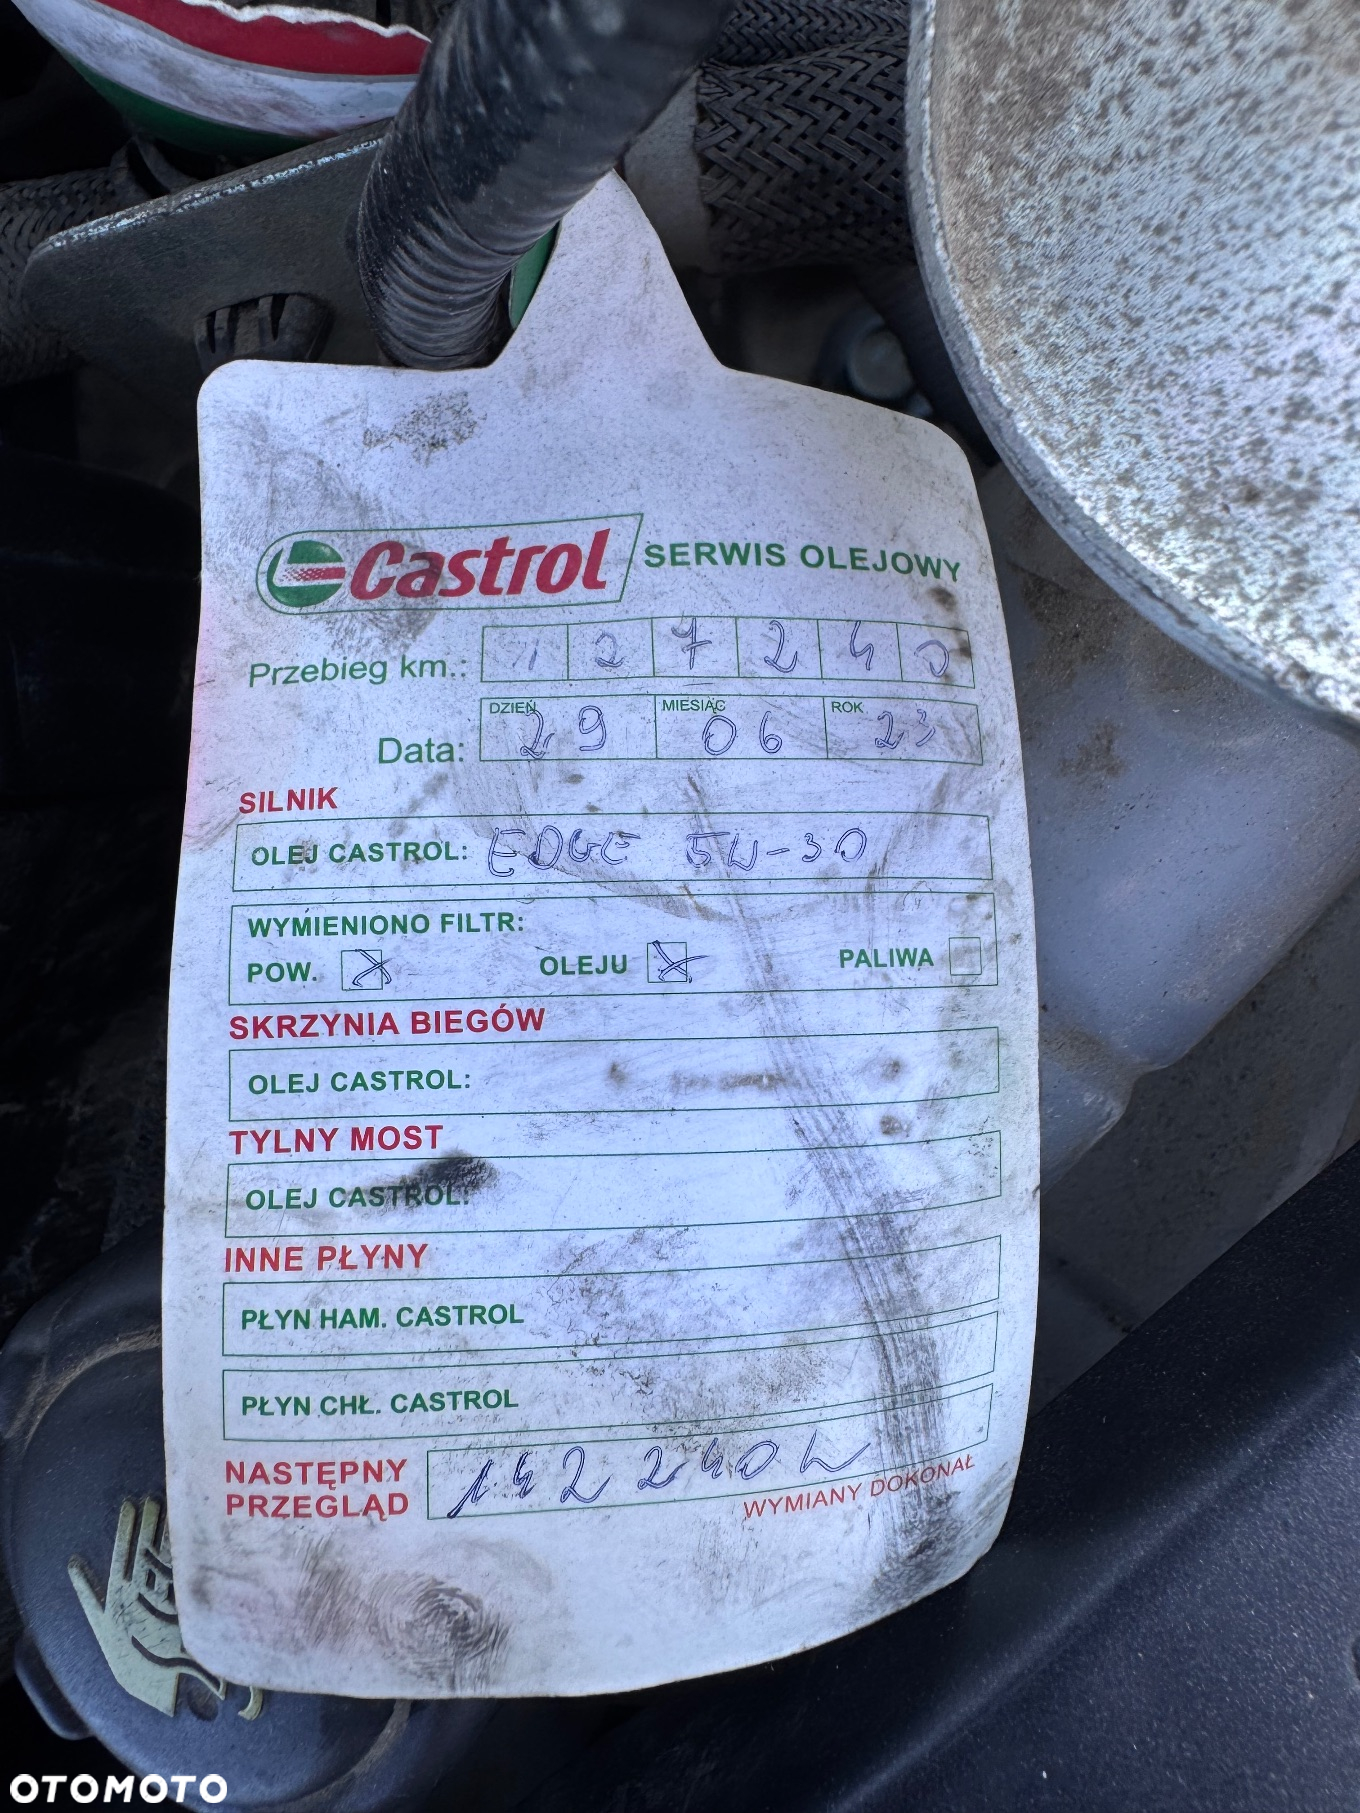 Castrol SERWIS OLEJOWY
Przebieg km.: 127240
DZIEŃ MIESIĄC ROK
Data: 29 06 23
SILNIK
OLEJ CASTROL: EDGE 5W-30
WYMIENIONO FILTR:
POW. OLEJU PALIWA
SKRZYNIA BIEGÓW
OLEJ CASTROL:
TYLNY MOST
OLEJ CASTROL:
INNE PŁYNY
PŁYN HAM. CASTROL
PŁYN CHŁ. CASTROL
NASTĘPNY
PRZEGLĄD 142 240
WYMIANY DOKONAŁ
OTOMOTO